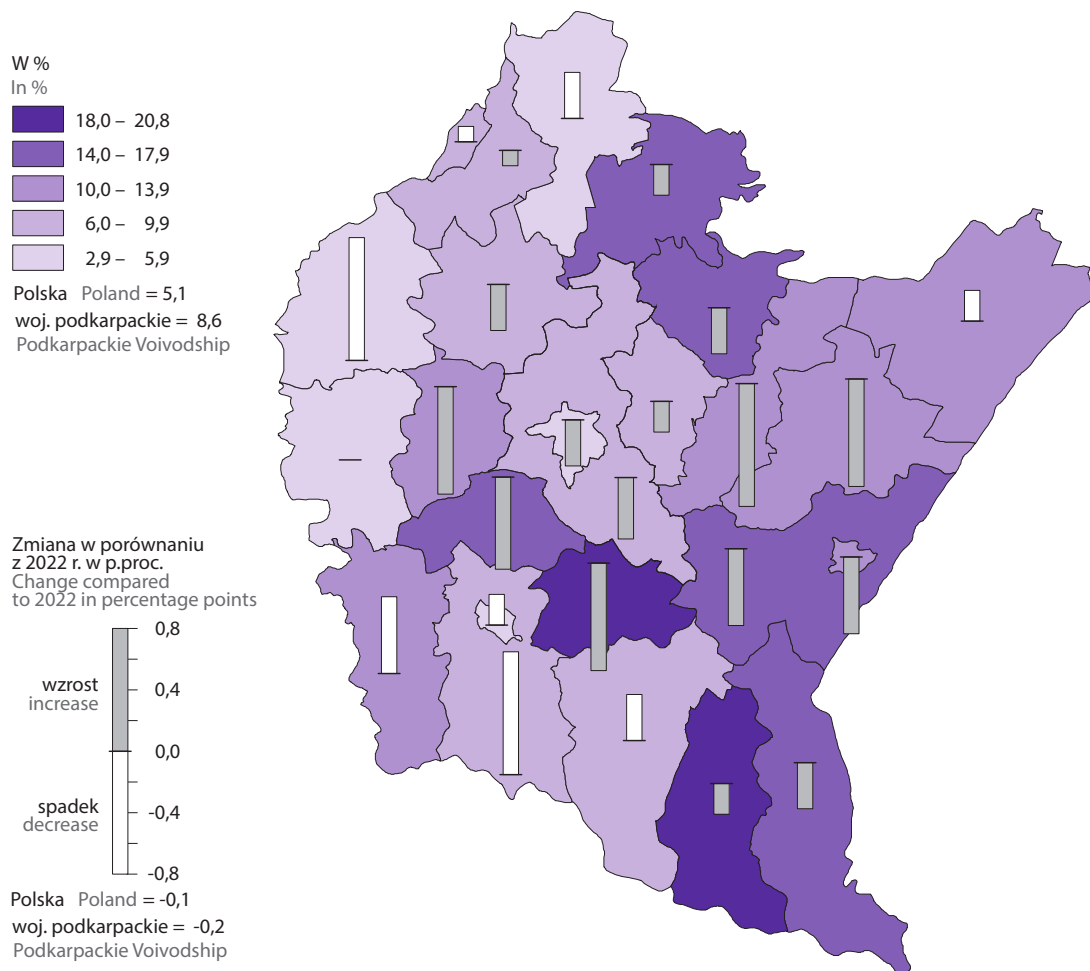 W %
In %
18,0 – 20,8
14,0 – 17,9
10,0 – 13,9
6,0 – 9,9
2,9 – 5,9
Polska Poland = 5,1
woj. podkarpackie = 8,6
Podkarpackie Voivodship
Zmiana w porównaniu
z 2022 r. w p.proc.
Change compared
to 2022 in percentage points
0,8
wzrost
increase
0,4
0,0
spadek
decrease
-0,4
-0,8
Polska Poland = -0,1
woj. podkarpackie = -0,2
Podkarpackie Voivodship